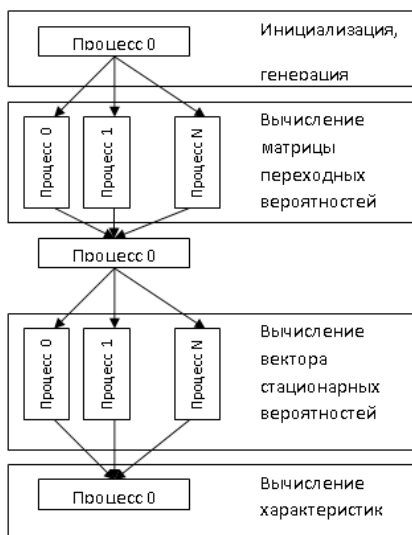 Процесс 0
Инициализация,
генерация
Процесс 0
Процесс 1
Процесс N
Вычисление
матрицы
переходных
вероятностей
Процесс 0
Процесс 0
Процесс 1
Процесс N
Вычисление
вектора
стационарных
вероятностей
Процесс 0
Вычисление
характеристик